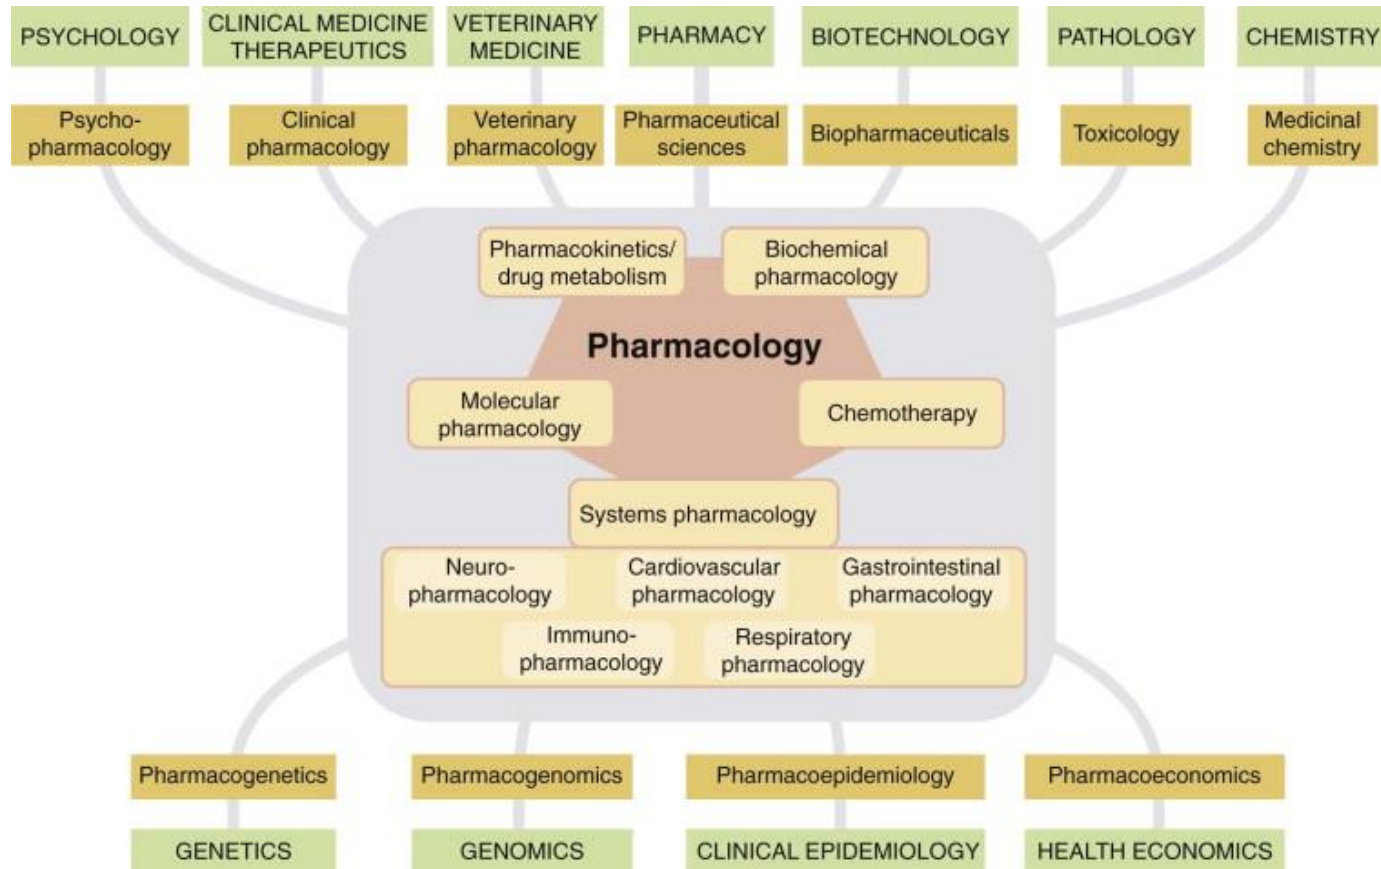 PSYCHOLOGY
CLINICAL MEDICINE
THERAPEUTICS
VETERINARY
MEDICINE
PHARMACY
BIOTECHNOLOGY
PATHOLOGY
CHEMISTRY
Psycho-
pharmacology
Clinical
pharmacology
Veterinary
pharmacology
Pharmaceutical
sciences
Biopharmaceuticals
Toxicology
Medicinal
chemistry
Pharmacokinetics/
drug metabolism
Biochemical
pharmacology
Pharmacology
Molecular
pharmacology
Chemotherapy
Systems pharmacology
Neuro-
pharmacology
Cardiovascular
pharmacology
Gastrointestinal
pharmacology
Immuno-
pharmacology
Respiratory
pharmacology
Pharmacogenetics
Pharmacogenomics
Pharmacoepidemiology
Pharmacoeconomics
GENETICS
GENOMICS
CLINICAL EPIDEMIOLOGY
HEALTH ECONOMICS